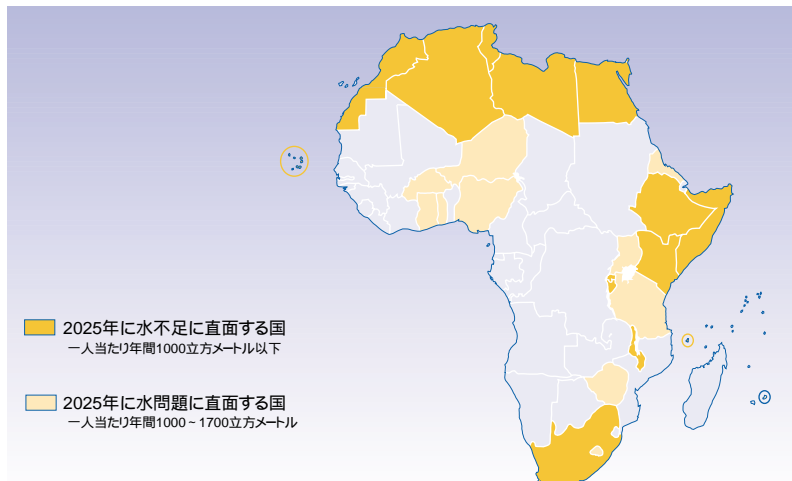 2025年に水不足に直面する国
一人当たり年間1000立方メートル以下
2025年に水問題に直面する国
一人当たり年間1000~1700立方メートル